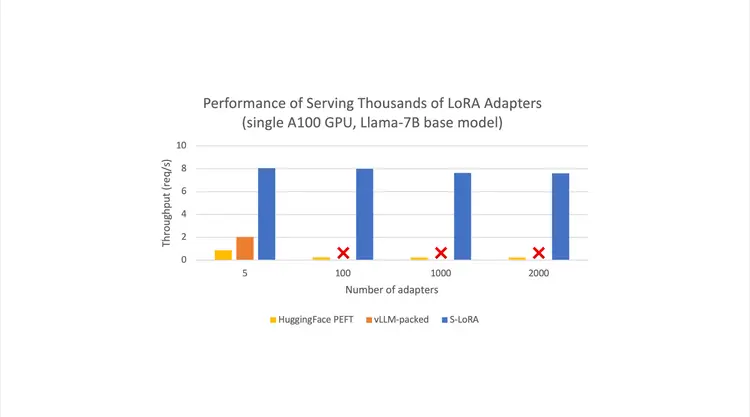 Performance of Serving Thousands of LoRA Adapters
(single A100 GPU, Llama-7B base model)
10
8
6
4
2
0
Throughput (req/s)
5 100 1000 2000
Number of adapters
HuggingFace PEFT vLLM-packed S-LoRA